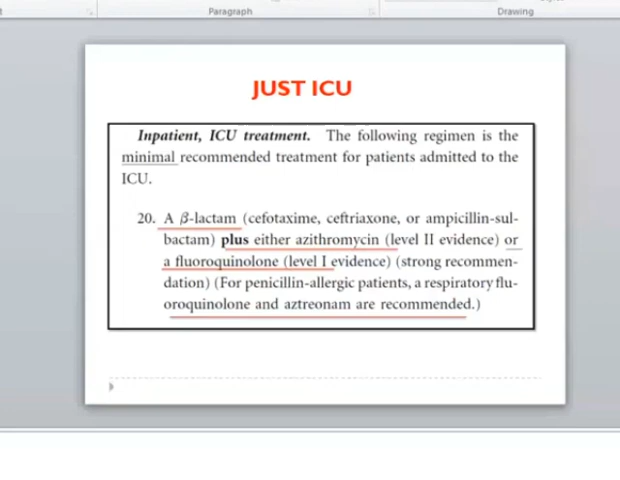 Paragraph
Drawing
JUST ICU
Inpatient, ICU treatment. The following regimen is the
minimal recommended treatment for patients admitted to the
ICU.
20. A β-lactam (cefotaxime, ceftriaxone, or ampicillin-sul-
bactam) plus either azithromycin (level II evidence) or
a fluoroquinolone (level I evidence) (strong recommen-
dation) (For penicillin-allergic patients, a respiratory flu-
oroquinolone and aztreonam are recommended.)